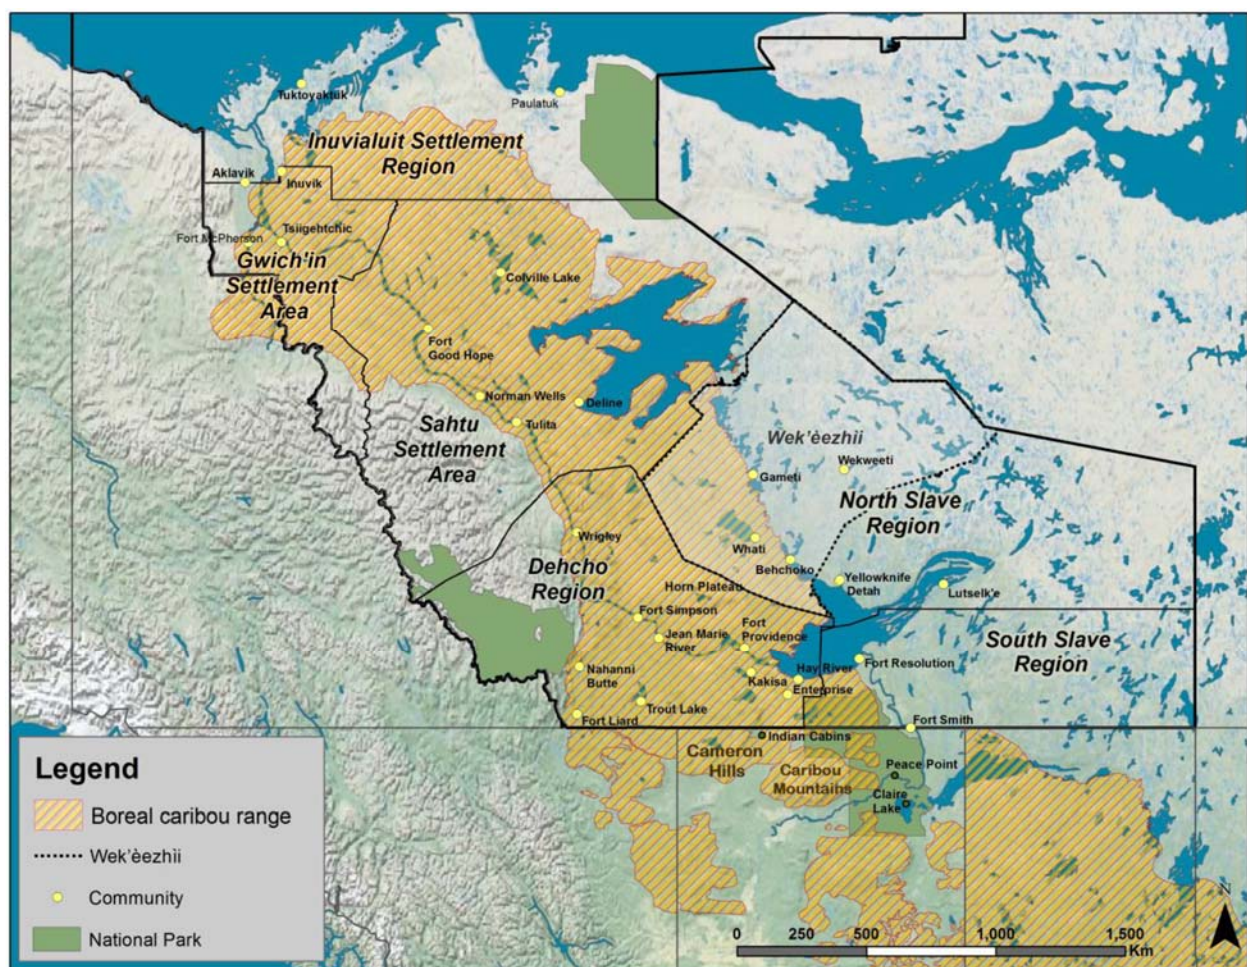 Tuktoyaktuk
Paulatuk
Inuvialuit Settlement
Region
Aklavik
Inuvik
Tsiigehtchic
Fort McPherson
Gwich'in
Settlement
Area
Colville Lake
Fort
Good Hope
Norman Wells
Deline
Tulita
Sahtu
Settlement
Area
Wek'èezhìi
Wekweeti
Gameti
North Slave
Region
Wrigley
Whati
Behchoko
Dehcho
Region
Horn Plateau
Yellowknife
Detah
Lutselk'e
Fort Simpson
Fort
Providence
Jean Marie
River
South Slave
Region
Hay River
Fort Resolution
Nahanni
Butte
Kakisa
Enterprise
Trout Lake
Fort Liard
Fort Smith
Indian Cabins
Cameron
Hills
Caribou
Mountains
Peace Point
Claire
Lake
Legend
Boreal caribou range
Wek'èezhìi
Community
National Park
N
0 250 500 1,000 1,500
Km